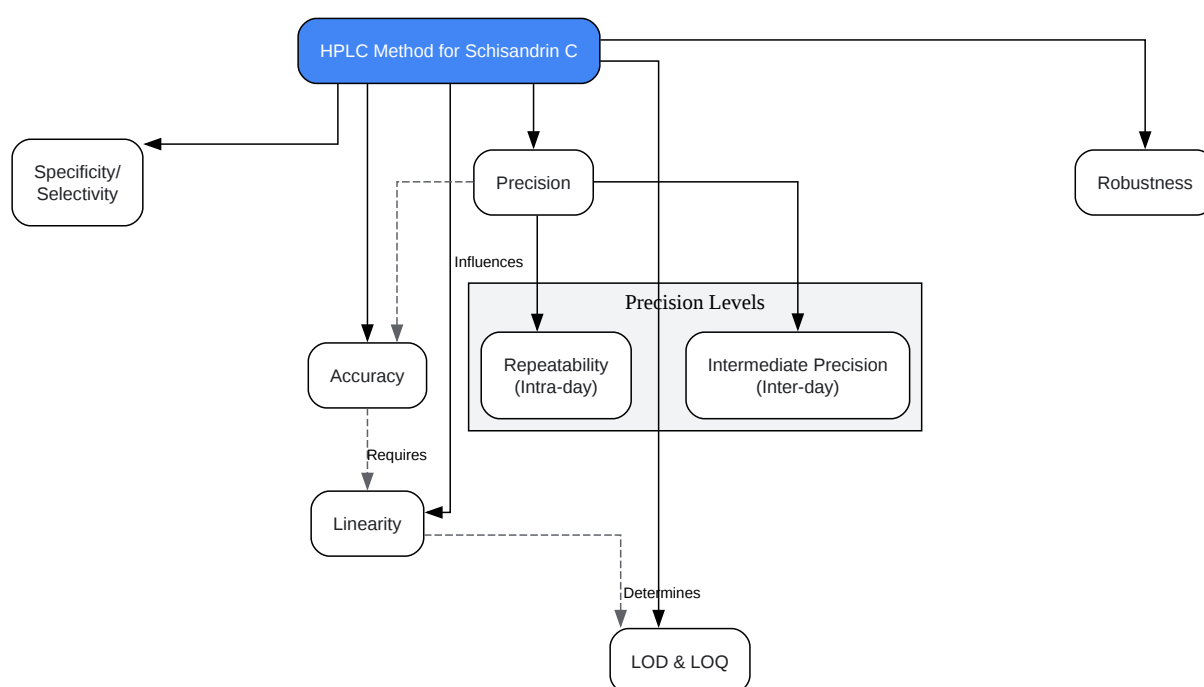 HPLC Method for Schisandrin C
Specificity/
Selectivity
Precision
Robustness
Influences
Precision Levels
Repeatability
(Intra-day)
Intermediate Precision
(Inter-day)
Accuracy
Requires
Linearity
Determines
LOD & LOQ